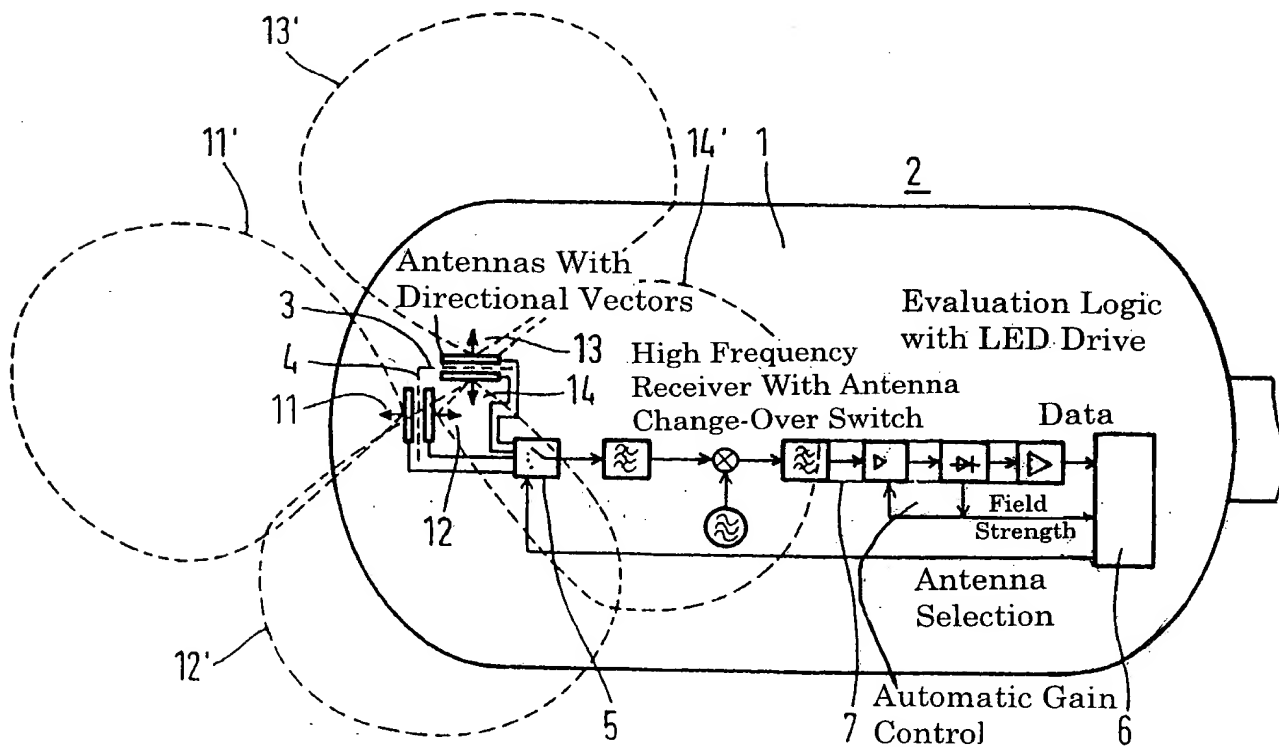 13'
11'
14'
1
2
Antennas With
Directional Vectors
3
4
13
Evaluation Logic
with LED Drive
High Frequency
Receiver With Antenna
Change-Over Switch
11
14
Data
12
Field
Strength
Antenna
Selection
12'
5
7
Automatic Gain
Control
6